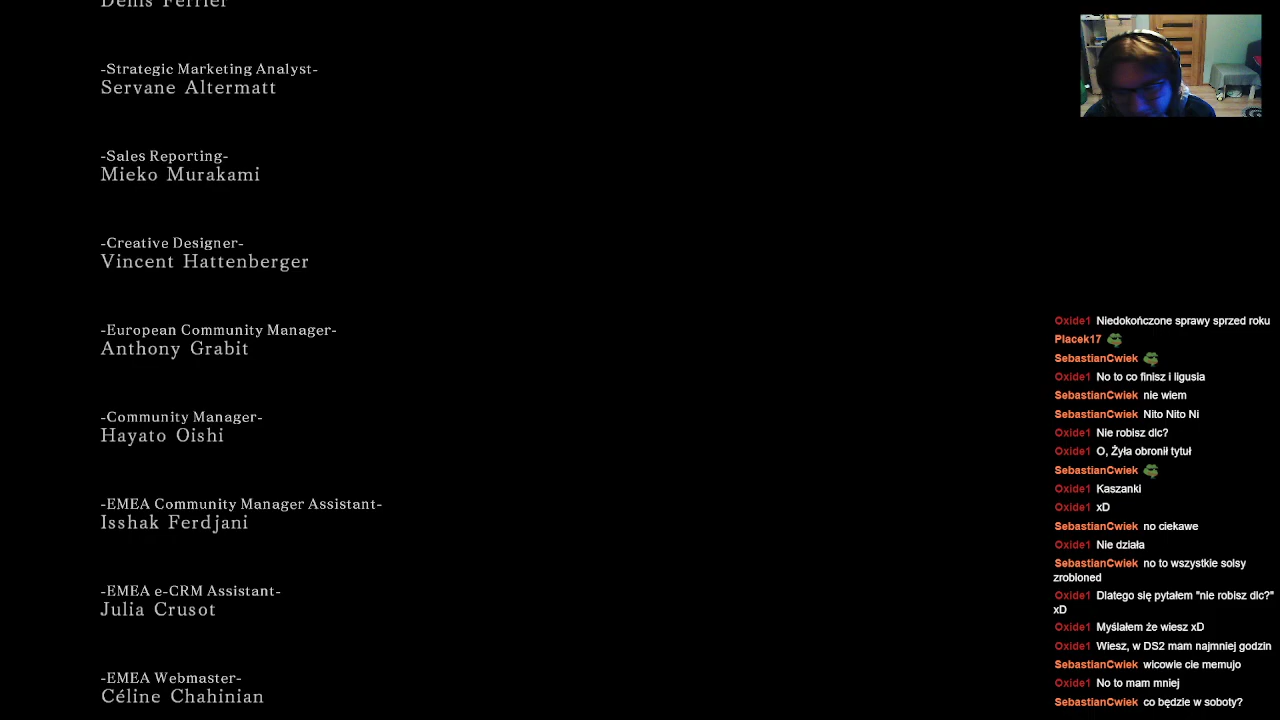 Denis Ferrier
-Strategic Marketing Analyst-
Servane Altermatt
-Sales Reporting-
Mieko Murakami
-Creative Designer-
Vincent Hattenberger
-European Community Manager-
Anthony Grabit
-Community Manager-
Hayato Oishi
-EMEA Community Manager Assistant-
Isshak Ferdjani
-EMEA e-CRM Assistant-
Julia Crusot
-EMEA Webmaster-
Céline Chahinian
Oxide1 Niedokończone sprawy sprzed roku
Placek17
SebastianCwiek
Oxide1 No to co finisz i ligusia
SebastianCwiek nie wiem
SebastianCwiek Nito Nito Ni
Oxide1 Nie robisz dlc?
Oxide1 O, Żyła obronił tytuł
SebastianCwiek
Oxide1 Kaszanki
Oxide1 xD
SebastianCwiek no ciekawe
Oxide1 Nie działa
SebastianCwiek no to wszystkie solsy
zrobioned
Oxide1 Dlatego się pytałem "nie robisz dlc?"
xD
Oxide1 Myślałem że wiesz xD
Oxide1 Wiesz, w DS2 mam najmniej godzin
SebastianCwiek wicowie cie memujo
Oxide1 No to mam mniej
SebastianCwiek co będzie w soboty?